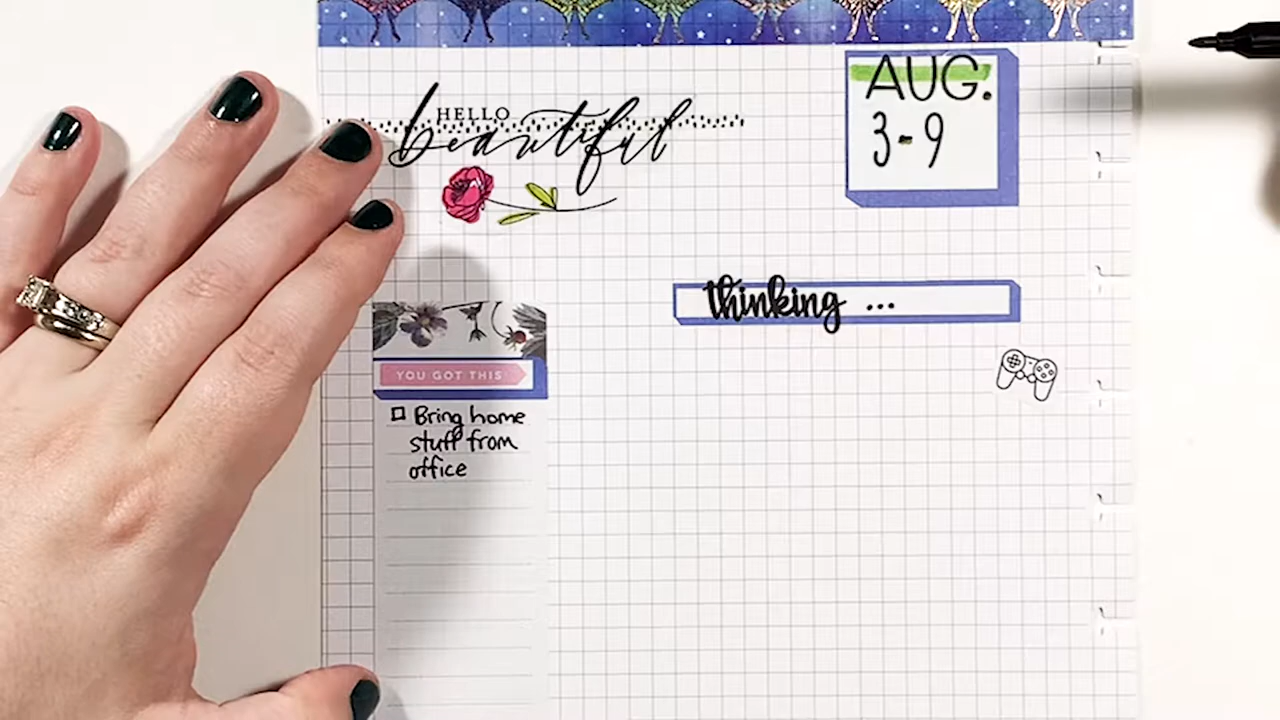 HELLO
beautiful
AUG.
3-9
thinking ...
YOU GOT THIS
Bring home
stuff from
office